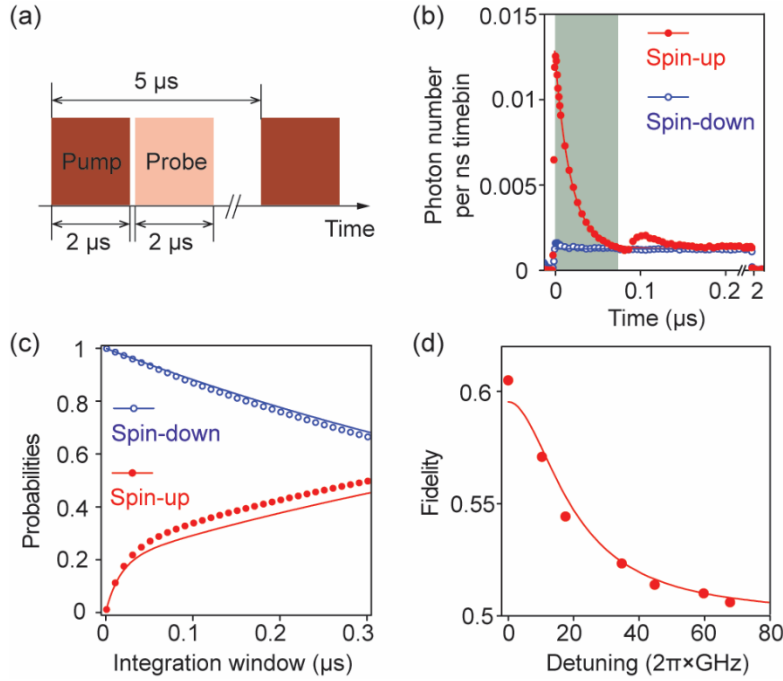 (a)
5 μs
Pump
Probe
Time
2 μs
2 μs
(b)
0.015
0.01
0.005
0
Photon number
per ns timebin
Spin-up
Spin-down
0
0.1
0.2
2
Time (μs)
(c)
1
0.8
0.6
0.4
0.2
0
Probabilities
Spin-down
Spin-up
0
0.1
0.2
0.3
Integration window (μs)
(d)
0.6
0.55
0.5
Fidelity
0
20
40
60
80
Detuning (2π×GHz)